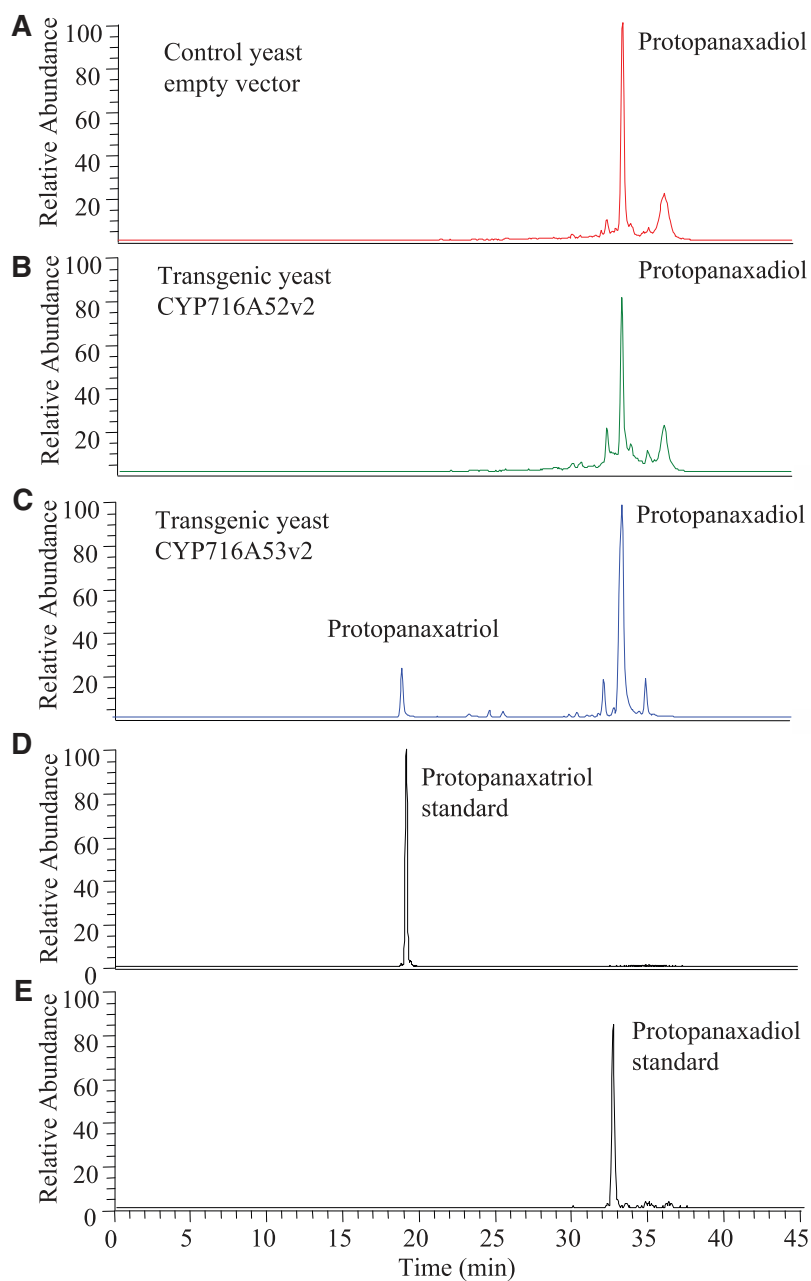 A
Relative Abundance
100
80
60
40
20
Control yeast
empty vector
Protopanaxadiol
B
Relative Abundance
100
80
60
40
20
Transgenic yeast
CYP716A52v2
Protopanaxadiol
C
Relative Abundance
100
80
60
40
20
Transgenic yeast
CYP716A53v2
Protopanaxatriol
Protopanaxadiol
D
Relative Abundance
100
80
60
40
20
0
Protopanaxatriol
standard
E
Relative Abundance
100
80
60
40
20
0
Protopanaxadiol
standard
0 5 10 15 20 25 30 35 40 45
Time (min)